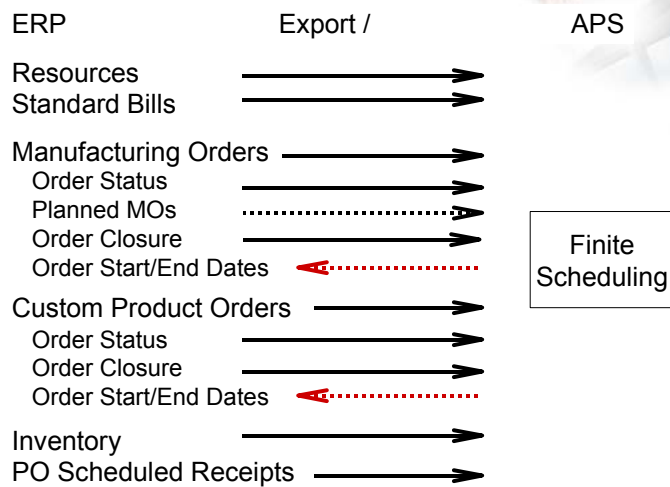 ERP Export / APS
Resources
Standard Bills
Manufacturing Orders
Order Status
Planned MOs
Order Closure
Order Start/End Dates
Finite
Scheduling
Custom Product Orders
Order Status
Order Closure
Order Start/End Dates
Inventory
PO Scheduled Receipts